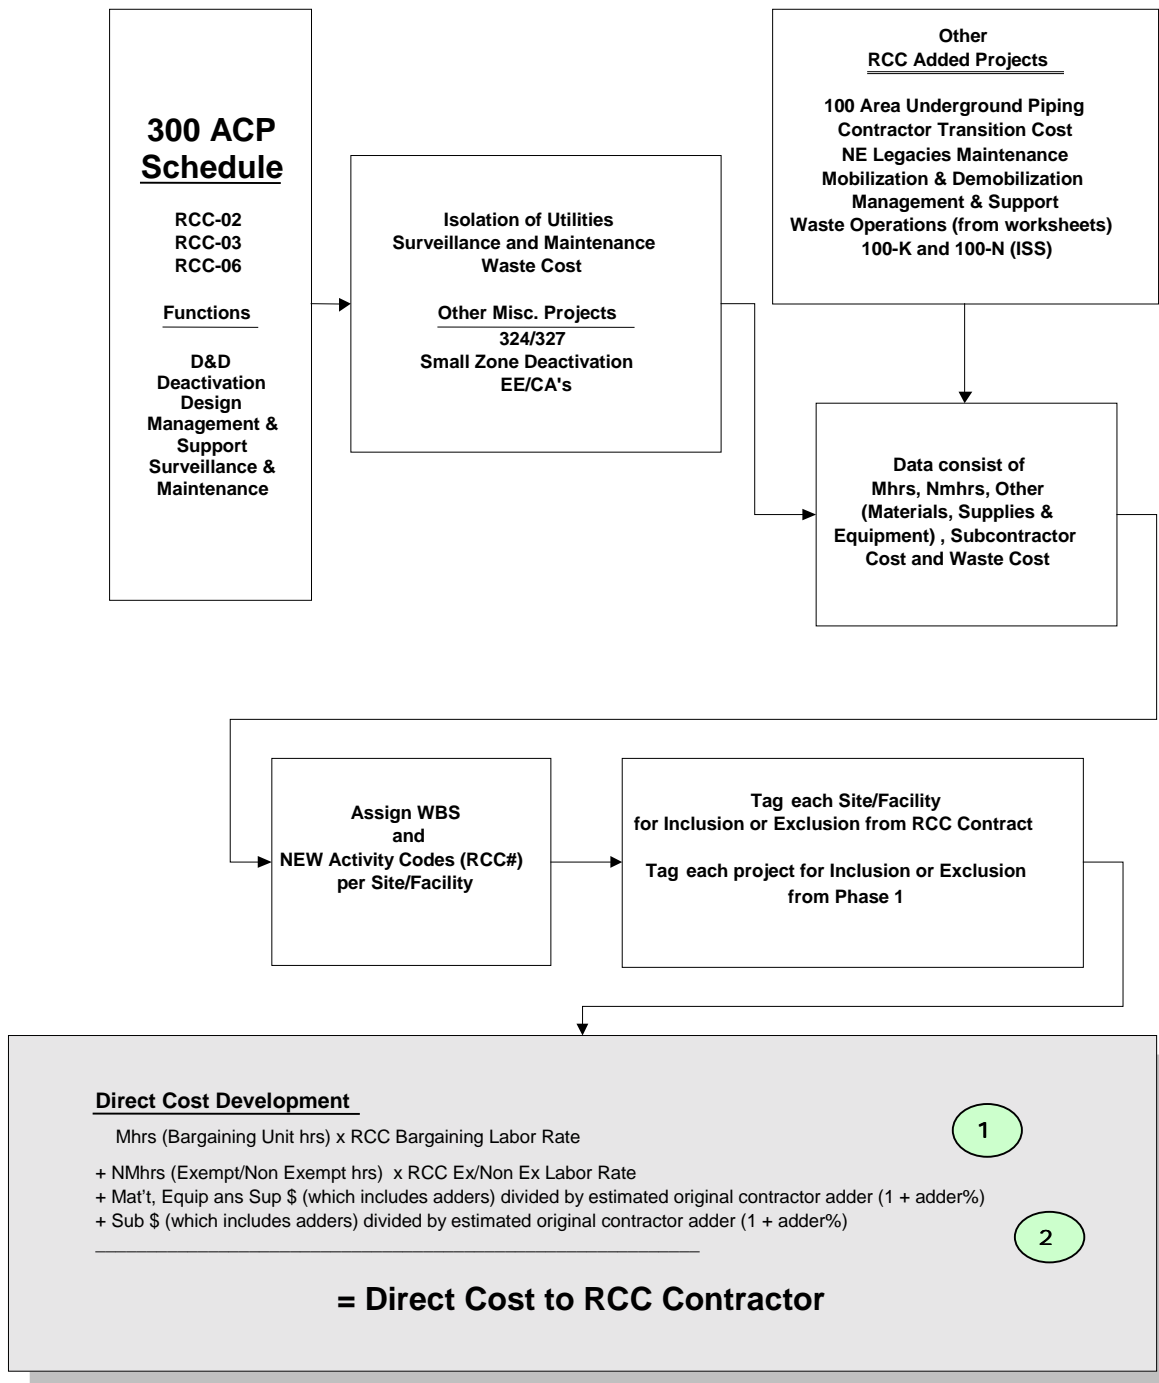 300 ACP
Schedule
RCC-02
RCC-03
RCC-06
Functions
D&D
Deactivation
Design
Management &
Support
Surveillance &
Maintenance
Isolation of Utilities
Surveillance and Maintenance
Waste Cost
Other Misc. Projects
324/327
Small Zone Deactivation
EE/CA's
Other
RCC Added Projects
100 Area Underground Piping
Contractor Transition Cost
NE Legacies Maintenance
Mobilization & Demobilization
Management & Support
Waste Operations (from worksheets)
100-K and 100-N (ISS)
Data consist of
Mhrs, Nmhrs, Other
(Materials, Supplies &
Equipment) , Subcontractor
Cost and Waste Cost
Assign WBS
and
NEW Activity Codes (RCC#)
per Site/Facility
Tag each Site/Facility
for Inclusion or Exclusion from RCC Contract
Tag each project for Inclusion or Exclusion
from Phase 1
Direct Cost Development
Mhrs (Bargaining Unit hrs) x RCC Bargaining Labor Rate
1
+ NMhrs (Exempt/Non Exempt hrs) x RCC Ex/Non Ex Labor Rate
+ Mat't, Equip ans Sup $ (which includes adders) divided by estimated original contractor adder (1 + adder%)
+ Sub $ (which includes adders) divided by estimated original contractor adder (1 + adder%)
2
= Direct Cost to RCC Contractor